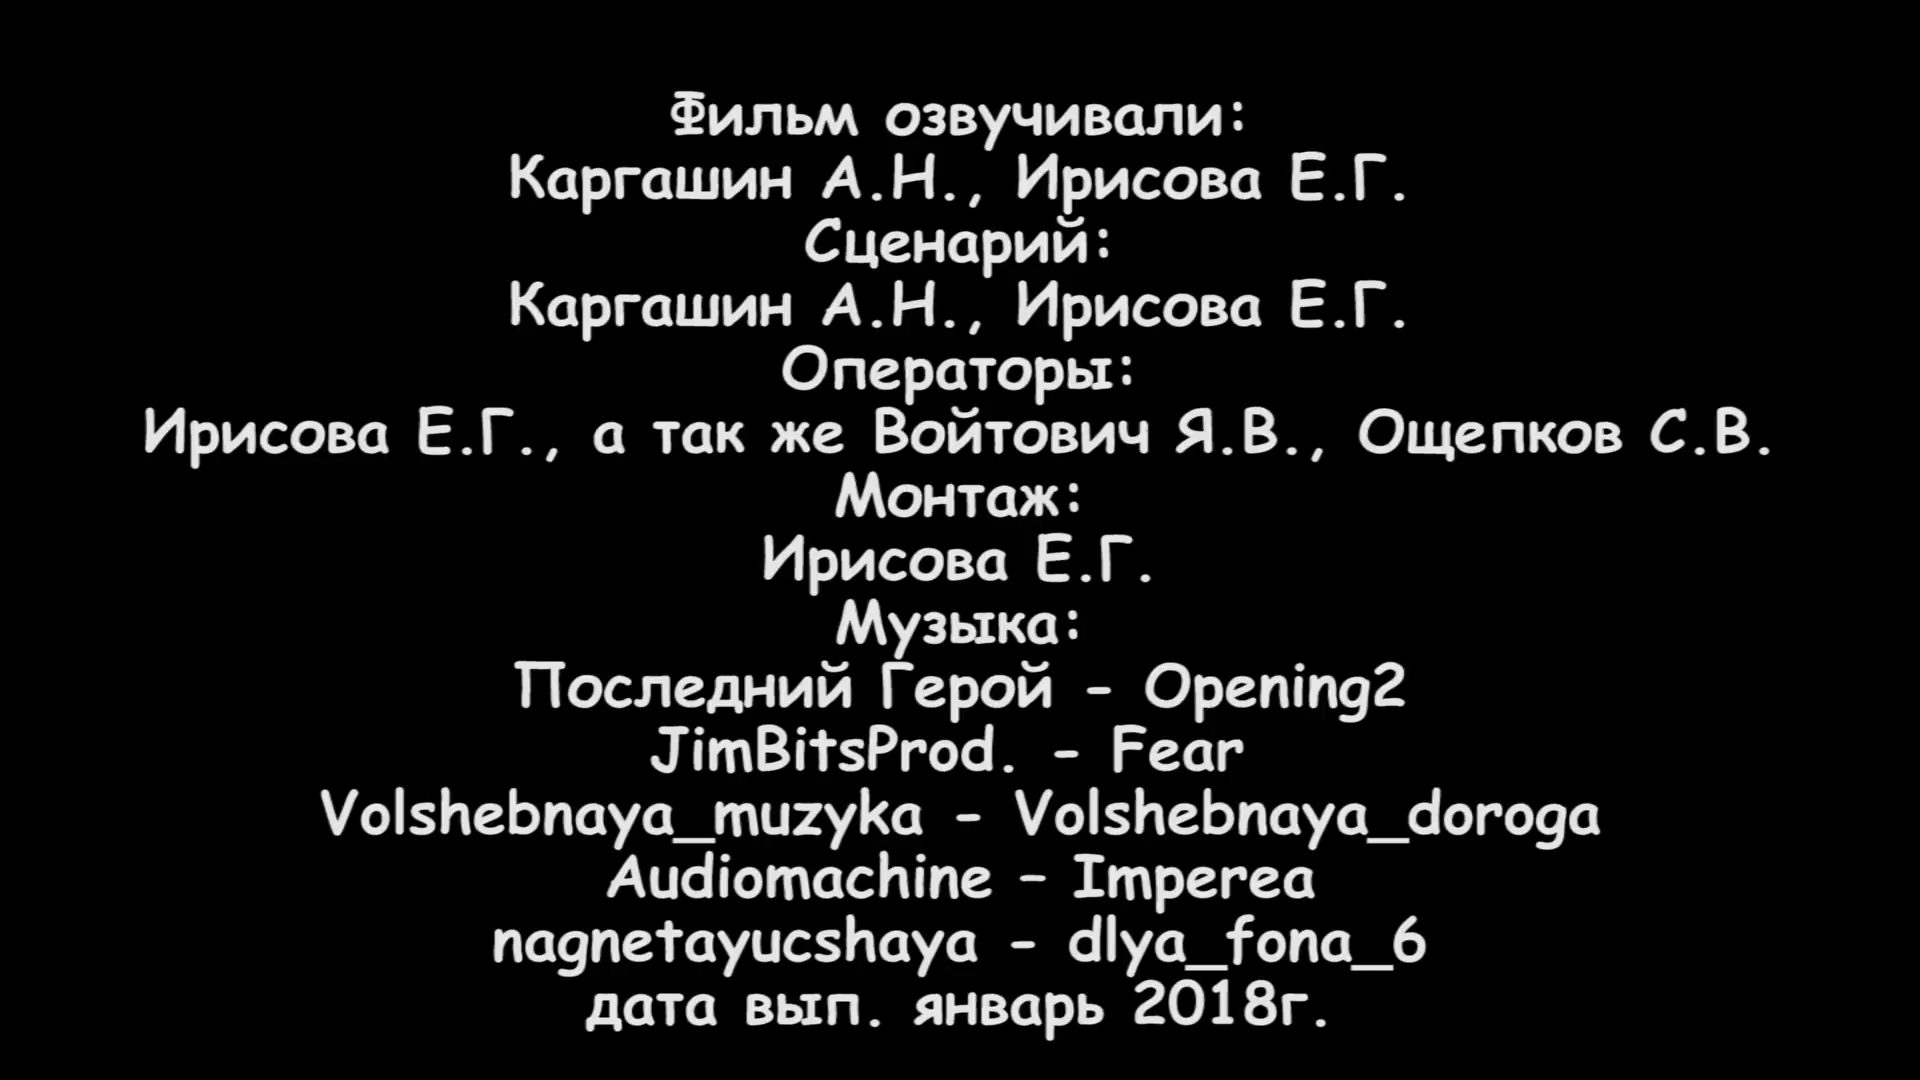 Фильм озвучивали:
Каргашин А.Н., Ирисова Е.Г.
Сценарий:
Каргашин А.Н., Ирисова Е.Г.
Операторы:
Ирисова Е.Г., а так же Войтович Я.В., Ощепков С.В.
Монтаж:
Ирисова Е.Г.
Музыка:
Последний Герой - Opening2
JimBitsProd. - Fear
Volshebnaya_muzyka - Volshebnaya_doroga
Audiomachine – Imperea
nagnetayucshaya - dlya_fona_6
дата вып. январь 2018г.